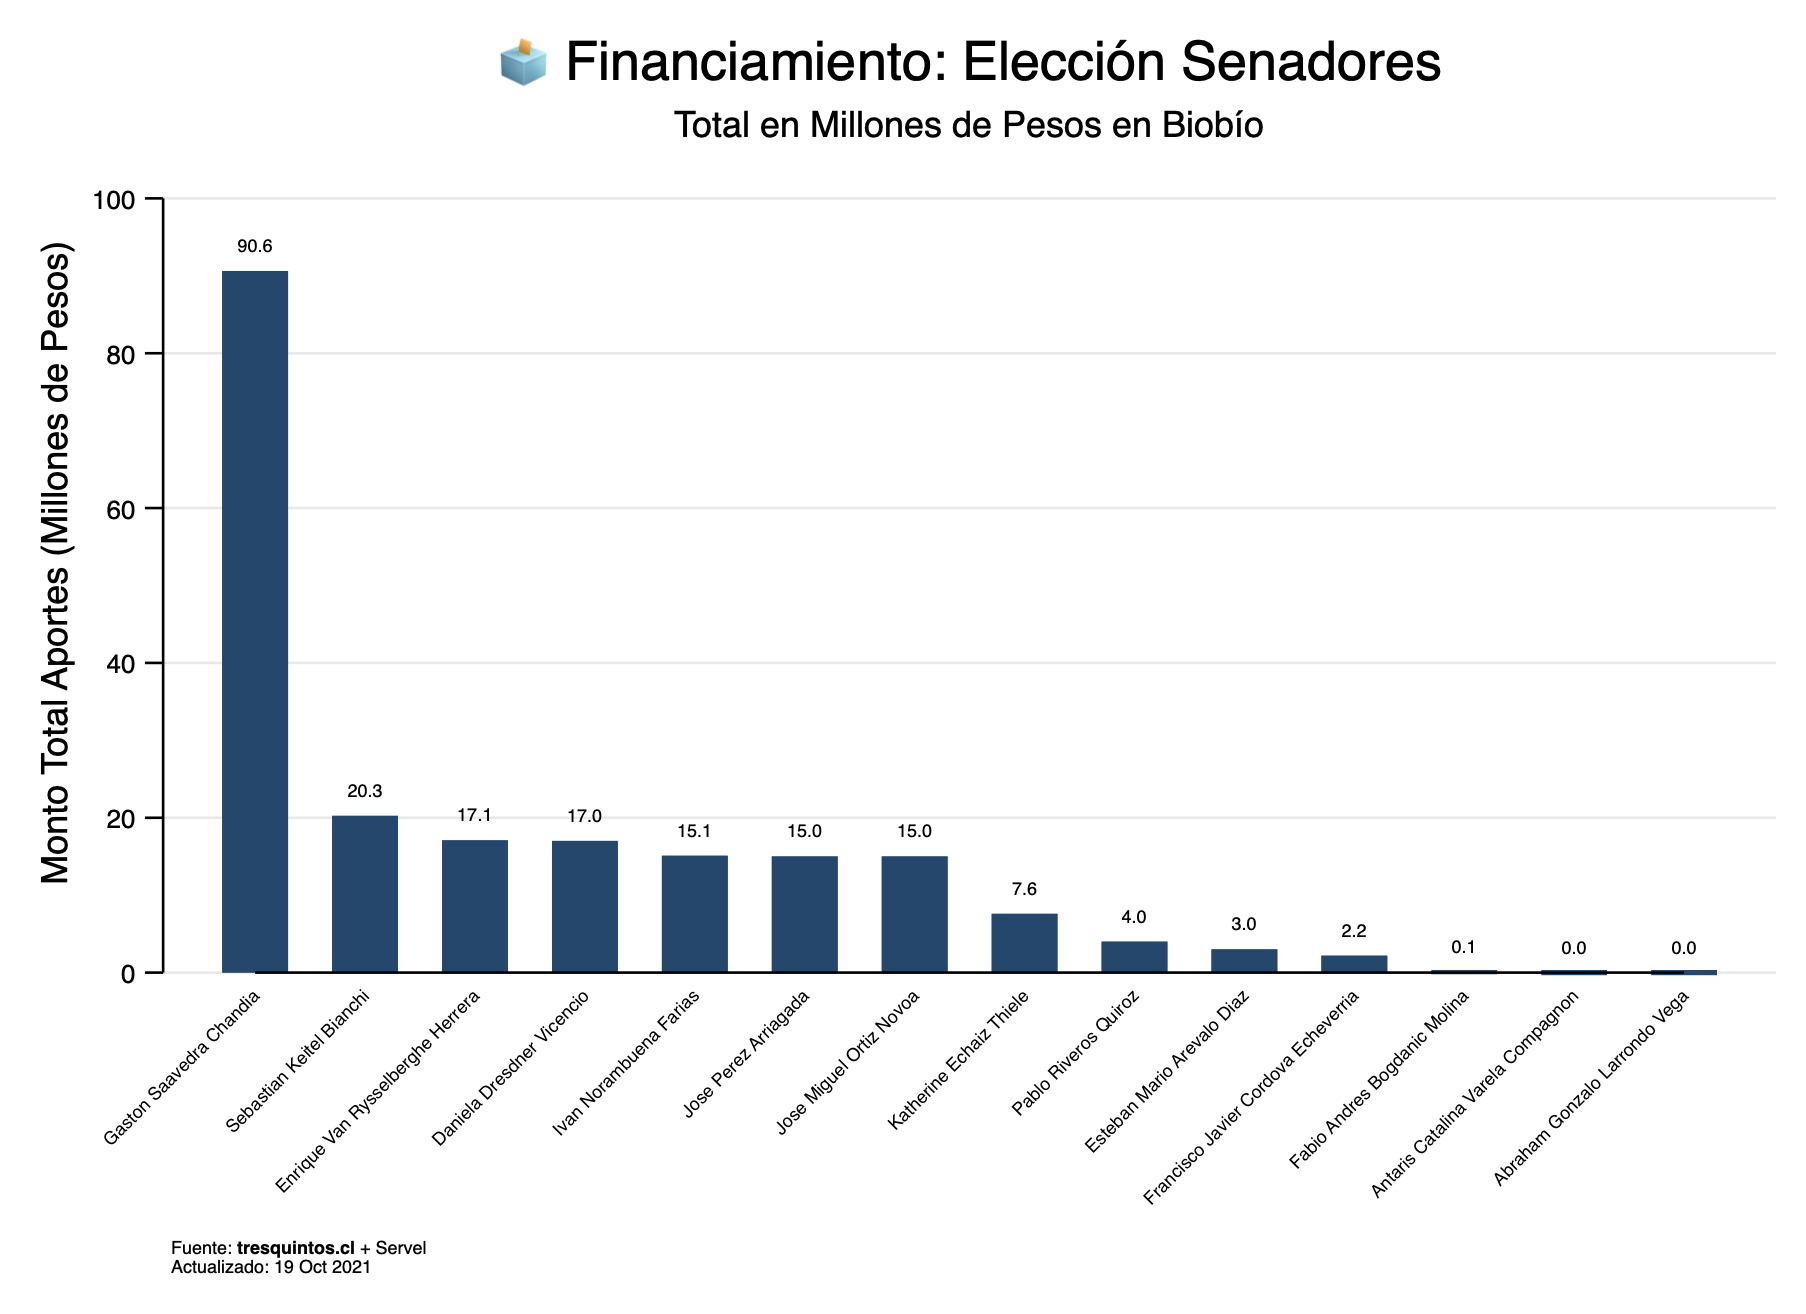 Financiamiento: Elección Senadores
Total en Millones de Pesos en Biobío
Monto Total Aportes (Millones de Pesos)
100
80
60
40
20
0
90.6
20.3
17.1
17.0
15.1
15.0
15.0
7.6
4.0
3.0
2.2
0.1
0.0
0.0
Gaston Saavedra Chandia
Sebastian Keitel Bianchi
Enrique Van Rysselberghe Herrera
Daniela Dresdner Vicencio
Ivan Norambuena Farias
Jose Perez Arriagada
Jose Miguel Ortiz Novoa
Katherine Echaiz Thiele
Pablo Riveros Quiroz
Esteban Mario Arevalo Diaz
Francisco Javier Cordova Echeverria
Fabio Andres Bogdanic Molina
Antaris Catalina Varela Compagnon
Abraham Gonzalo Larrondo Vega
Fuente: tresquintos.cl + Servel
Actualizado: 19 Oct 2021